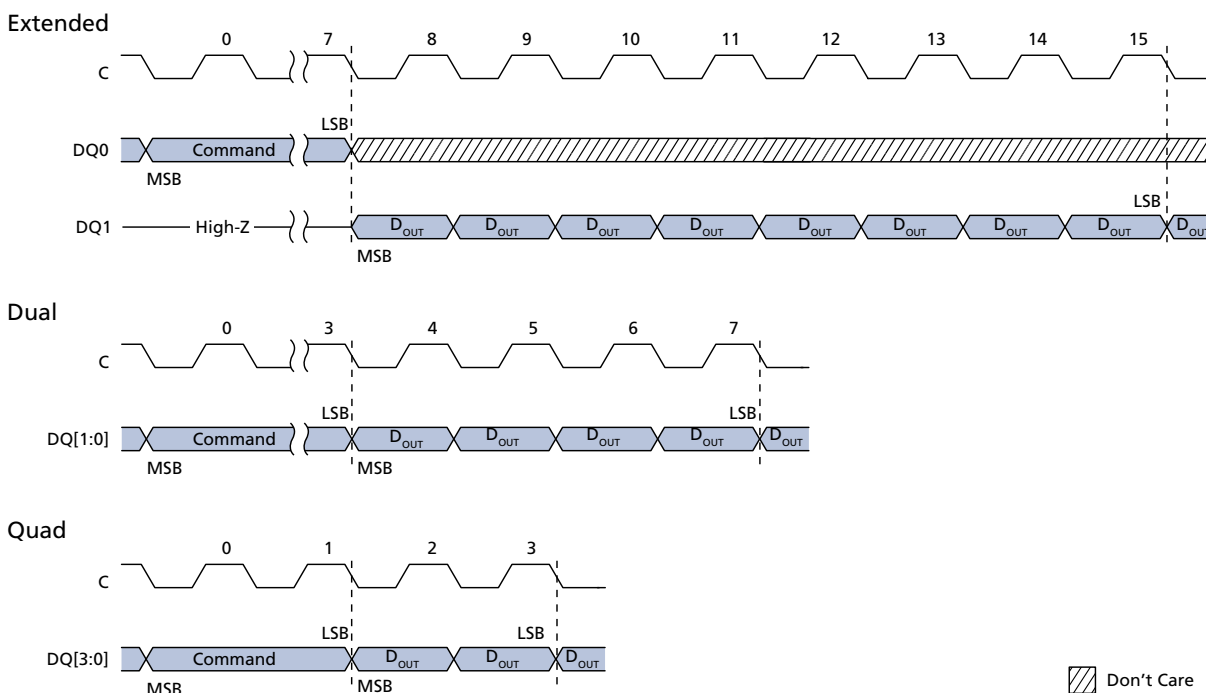 Extended
0 7 8 9 10 11 12 13 14 15
C
LSB
DQ0 Command
MSB
LSB
DQ1 High-Z DOUT DOUT DOUT DOUT DOUT DOUT DOUT DOUT DOUT
MSB
Dual
0 3 4 5 6 7
C
LSB LSB
DQ[1:0] Command DOUT DOUT DOUT DOUT DOUT
MSB MSB
Quad
0 1 2 3
C
LSB LSB
DQ[3:0] Command DOUT DOUT DOUT
MSB MSB
Don't Care